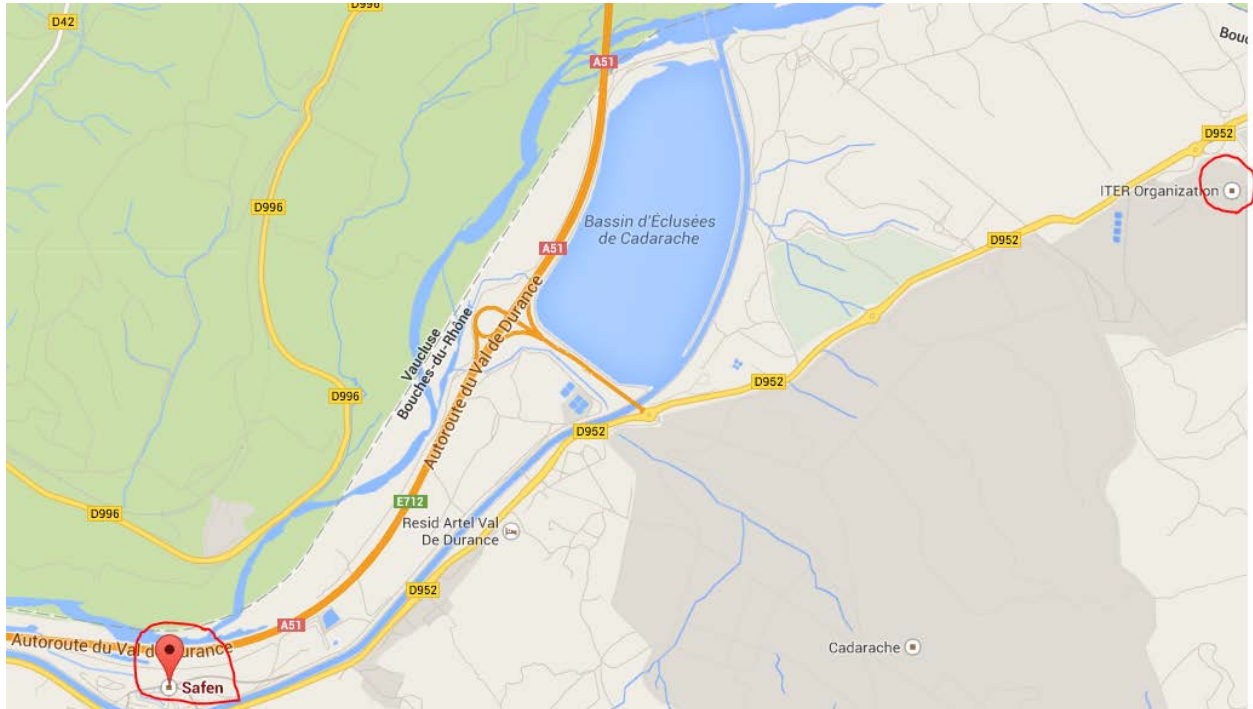 D42
D996
A51
Bouc
D952
ITER Organization
D996
Bassin d'Éclusées
de Cadarache
D952
A51
Vaucluse
Bouches-du-Rhône
Autoroute du Val de Durance
D996
D952
D952
E712
D996
Resid Artel Val
De Durance
D952
A51
Autoroute du Val de Durance
Cadarache
Safen